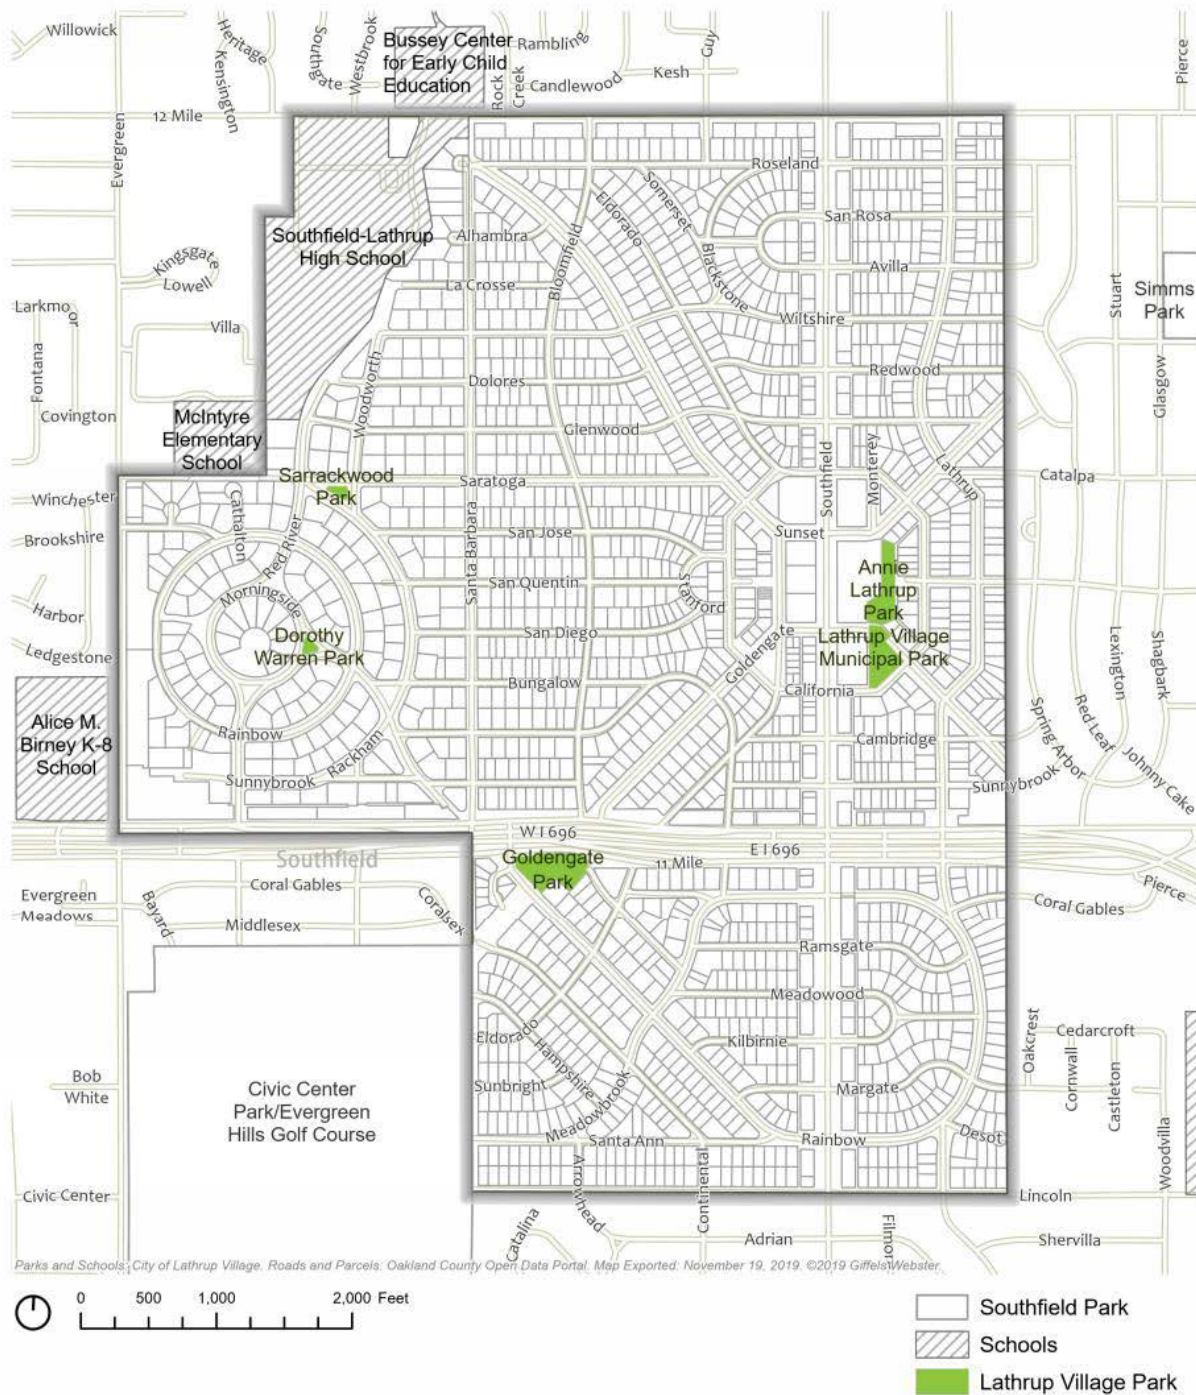 Willowick
Heritage
Kensington
Southgate
Westbrook
Bussey Center
for Early Child
Education
Rambling
Rock
Creek
Candlewood
Kesh
Guy
Pierce
12 Mile
Evergreen
Roseland
Somerset
Eldorado
San Rosa
Southfield-Lathrup
High School
Alhambra
Bloomfield
Blackstone
Avilla
Kingsgate
Lowell
La Crosse
Wiltshire
Stuart
Simms
Park
Larkmoor
Villa
Fontana
Woodworth
Dolores
Redwood
Glasgow
Covington
McIntyre
Elementary
School
Glenwood
Southfield
Monterey
Lathrup
Sarrackwood
Park
Saratoga
Catalpa
Winchester
Cathalton
Brookshire
Red River
Santa Barbara
San Jose
Sunset
Annie
Lathrup
Park
San Quentin
Stanford
Morningside
Harbor
Ledgestone
Dorothy
Warren Park
San Diego
Goldengate
Lathrup Village
Municipal Park
Lexington
Shagbark
Bungalow
California
Alice M.
Birney K-8
School
Rainbow
Rackham
Sunnybrook
Cambridge
Spring Arbor
Red Leaf
Johnny Cake
Sunnybrook
W I 696
E I 696
11 Mile
Southfield
Goldengate
Park
Coral Gables
Evergreen
Meadows
Bayard
Middlesex
Coralsex
Pierce
Coral Gables
Ramsgate
Meadowood
Eldorado
Hampshire
Kilbirnie
Oakcrest
Cedarcroft
Cornwall
Castleton
Bob
White
Sunbright
Meadowbrook
Margate
Civic Center
Park/Evergreen
Hills Golf Course
Santa Ann
Rainbow
Desot
Woodvilla
Arrowhead
Continental
Civic Center
Lincoln
Catalina
Adrian
Filmor
Shervilla
Parks and Schools: City of Lathrup Village. Roads and Parcels: Oakland County Open Data Portal. Map Exported: November 19, 2019. ©2019 Giffels Webster.
0 500 1,000 2,000 Feet
Southfield Park
Schools
Lathrup Village Park